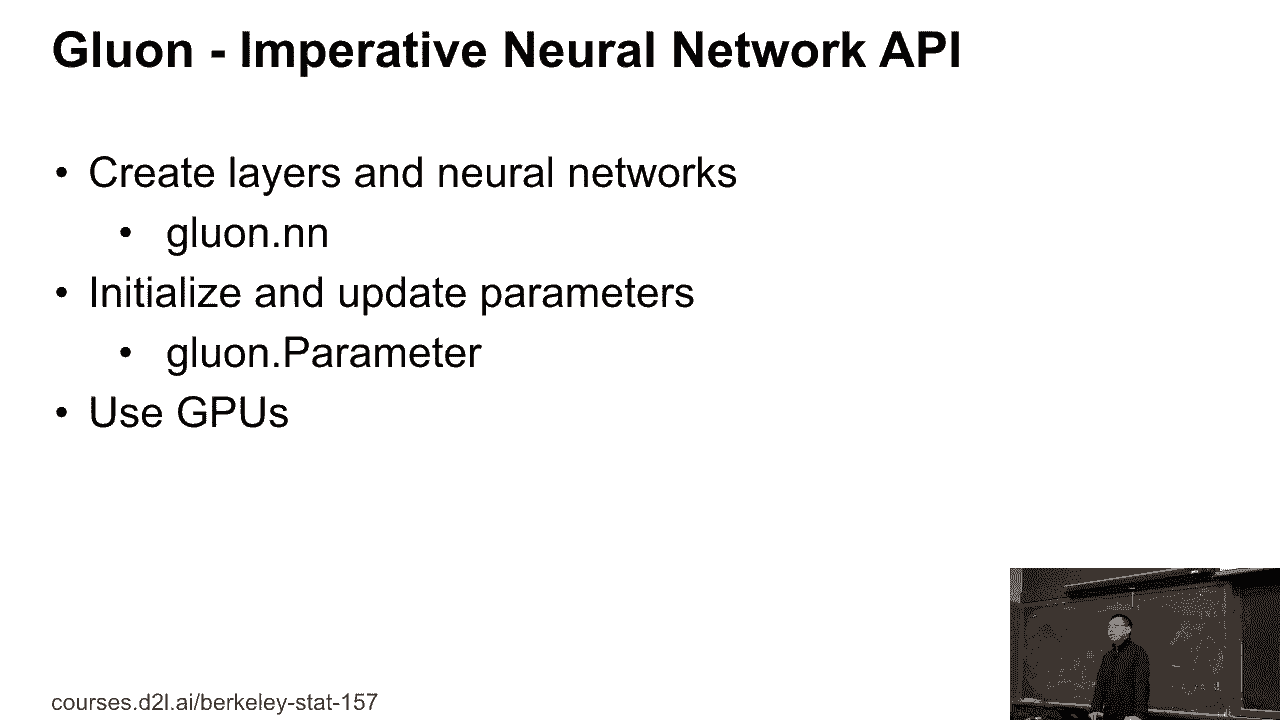 Gluon - Imperative Neural Network API
• Create layers and neural networks
• gluon.nn
• Initialize and update parameters
• gluon.Parameter
• Use GPUs
courses.d2l.ai/berkeley-stat-157